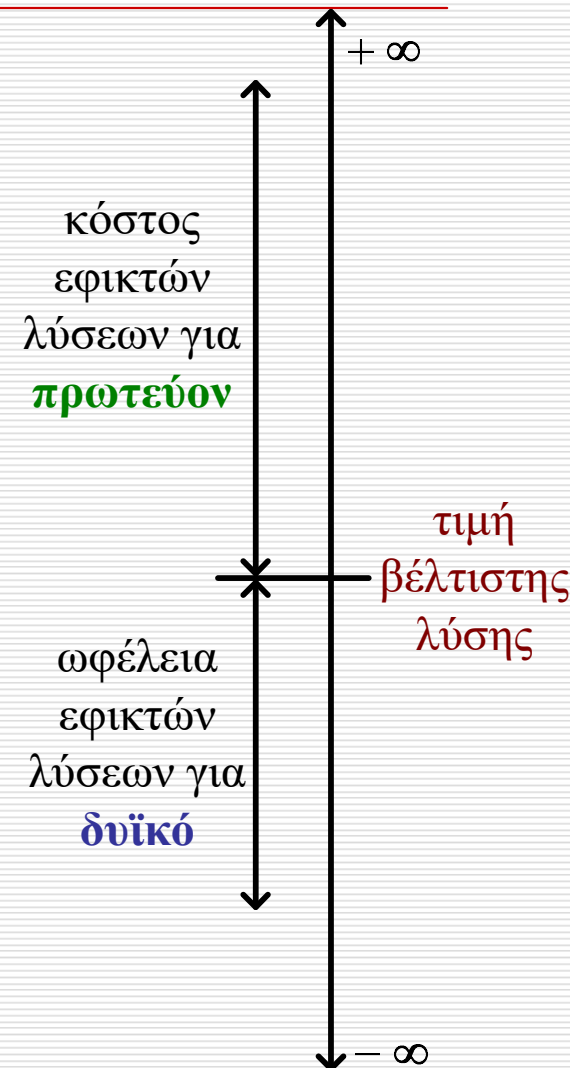 + ∞
κόστος
εφικτών
λύσεων για
πρωτεύον
τιμή
βέλτιστης
λύσης
ωφέλεια
εφικτών
λύσεων για
δυϊκό
− ∞